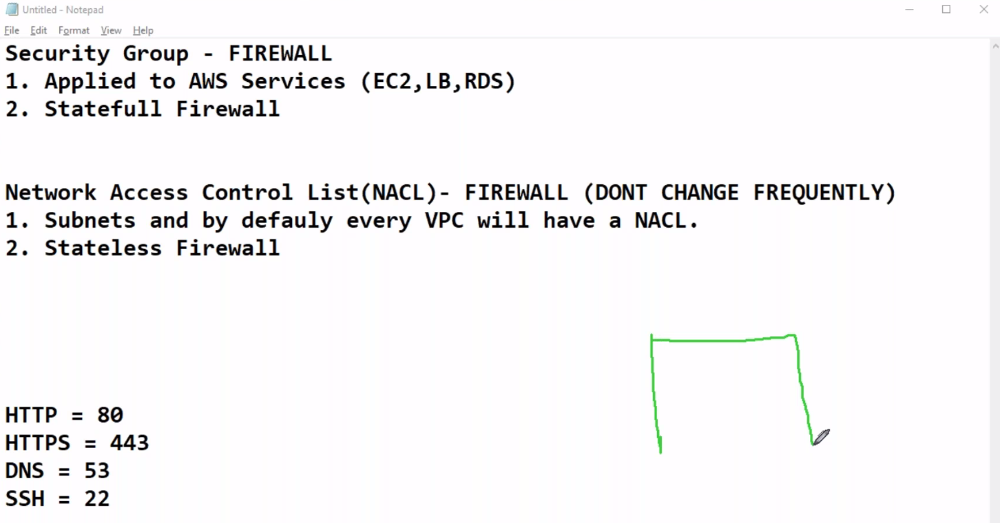 Untitled - Notepad
File Edit Format View Help
Security Group - FIREWALL
1. Applied to AWS Services (EC2,LB,RDS)
2. Statefull Firewall
Network Access Control List(NACL)- FIREWALL (DONT CHANGE FREQUENTLY)
1. Subnets and by defauly every VPC will have a NACL.
2. Stateless Firewall
HTTP = 80
HTTPS = 443
DNS = 53
SSH = 22